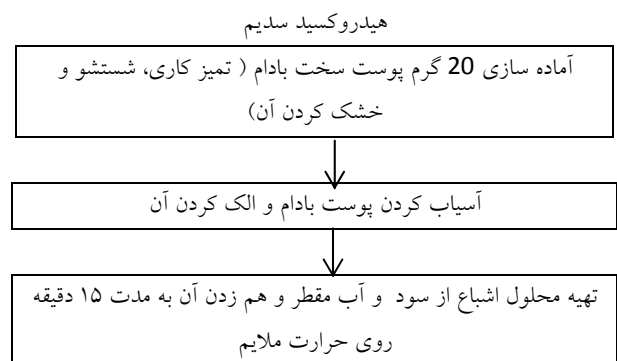 هیدروکسید سدیم
آماده سازی 20 گرم پوست سخت بادام ( تمیز کاری، شستشو و
خشک کردن آن)
آسیاب کردن پوست بادام و الک کردن آن
تهیه محلول اشباع از سود و آب مقطر و هم زدن آن به مدت ۱۵ دقیقه
روی حرارت ملایم